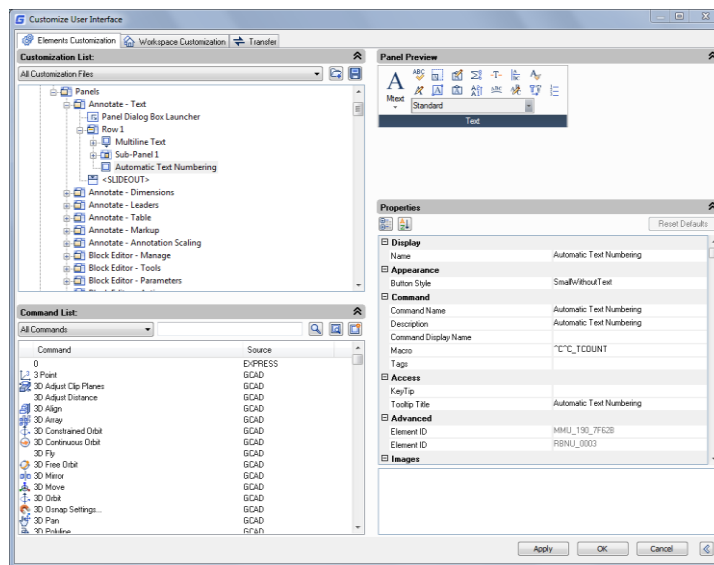 Customize User Interface
Elements Customization
Workspace Customization
Transfer
Customization List:
All Customization Files
Panels
Annotate - Text
Panel Dialog Box Launcher
Row 1
Multiline Text
Sub-Panel 1
Automatic Text Numbering
<SLIDEOUT>
Annotate - Dimensions
Annotate - Leaders
Annotate - Table
Annotate - Markup
Annotate - Annotation Scaling
Block Editor - Manage
Block Editor - Tools
Block Editor - Parameters
Command List:
All Commands
Command Source
0 EXPRESS
3 Point GCAD
3D Adjust Clip Planes GCAD
3D Adjust Distance GCAD
3D Align GCAD
3D Array GCAD
3D Constrained Orbit GCAD
3D Continuous Orbit GCAD
3D Fly GCAD
3D Free Orbit GCAD
3D Mirror GCAD
3D Move GCAD
3D Orbit GCAD
3D Osnap Settings... GCAD
3D Pan GCAD
3D Polyline GCAD
Panel Preview
Mtext
Standard
Text
Properties
Reset Defaults
Display
Name Automatic Text Numbering
Appearance
Button Style SmallWithoutText
Command
Command Name Automatic Text Numbering
Description Automatic Text Numbering
Command Display Name
Macro ^C^C_TCOUNT
Tags
Access
KeyTip
Tooltip Title Automatic Text Numbering
Advanced
Element ID MMU_190_7F62B
Element ID RBNU_0003
Images
Apply
OK
Cancel